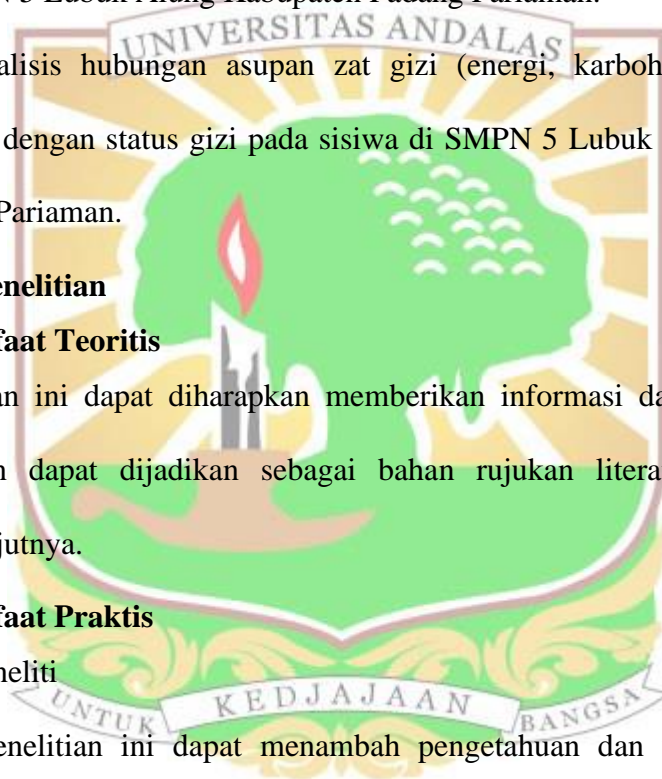 N 5 Lubuk Alung Kabupaten Padang Pariaman.
UNIVERSITAS ANDALAS
alisis hubungan asupan zat gizi (energi, karboh
dengan status gizi pada sisiwa di SMPN 5 Lubuk
Pariaman.
enelitian
faat Teoritis
an ini dapat diharapkan memberikan informasi da
n dapat dijadikan sebagai bahan rujukan litera
jutnya.
faat Praktis
neliti
UNTUK KEDJAJAAN BANGSA
enelitian ini dapat menambah pengetahuan dan